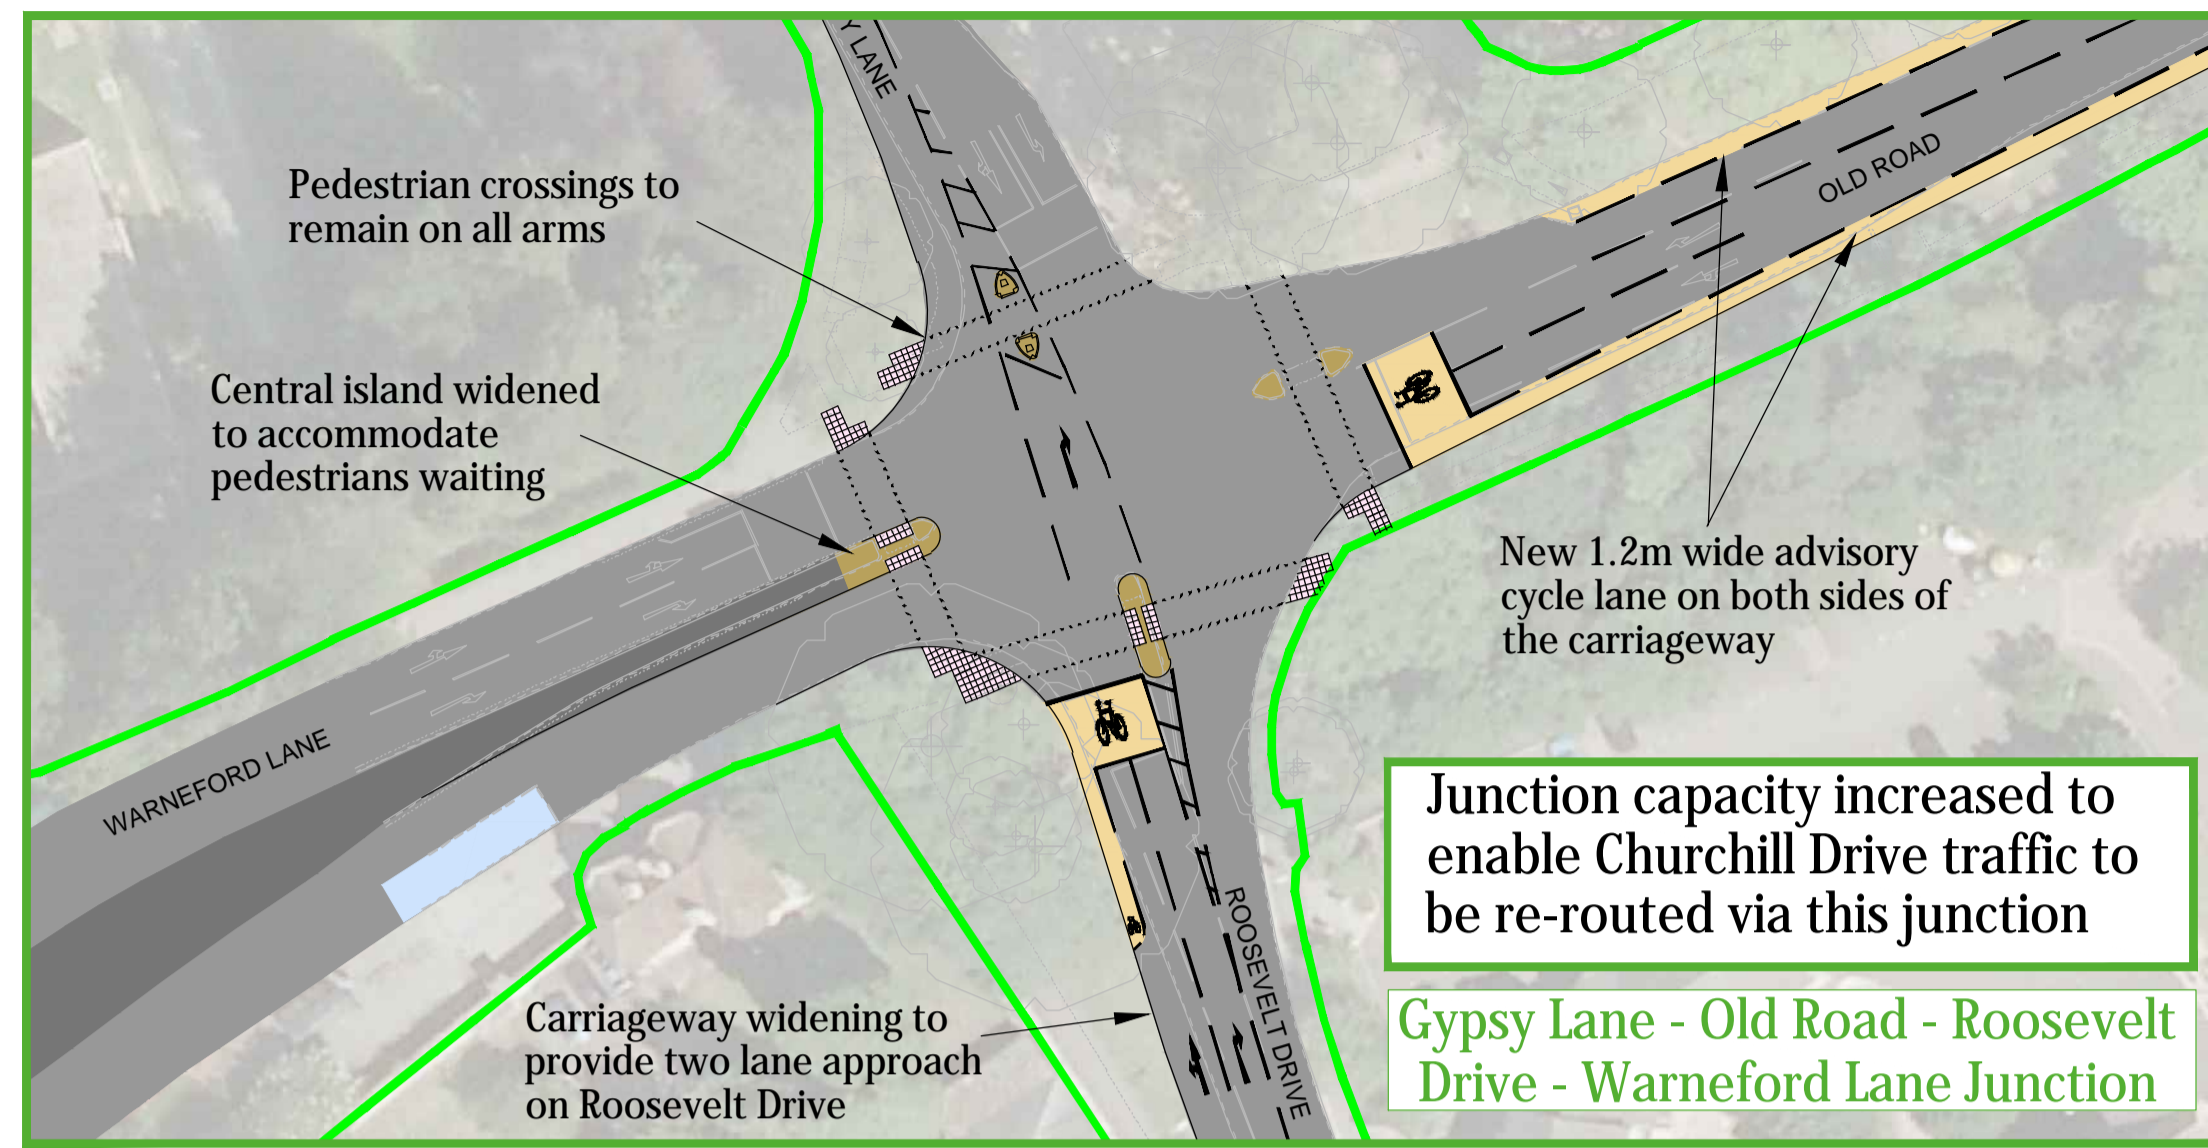 Y LANE
Pedestrian crossings to
remain on all arms
OLD ROAD
Central island widened
to accommodate
pedestrians waiting
New 1.2m wide advisory
cycle lane on both sides of
the carriageway
WARNEFORD LANE
Junction capacity increased to
enable Churchill Drive traffic to
be re-routed via this junction
ROOSEVELT DRIVE
Carriageway widening to
provide two lane approach
on Roosevelt Drive
Gypsy Lane - Old Road - Roosevelt
Drive - Warneford Lane Junction